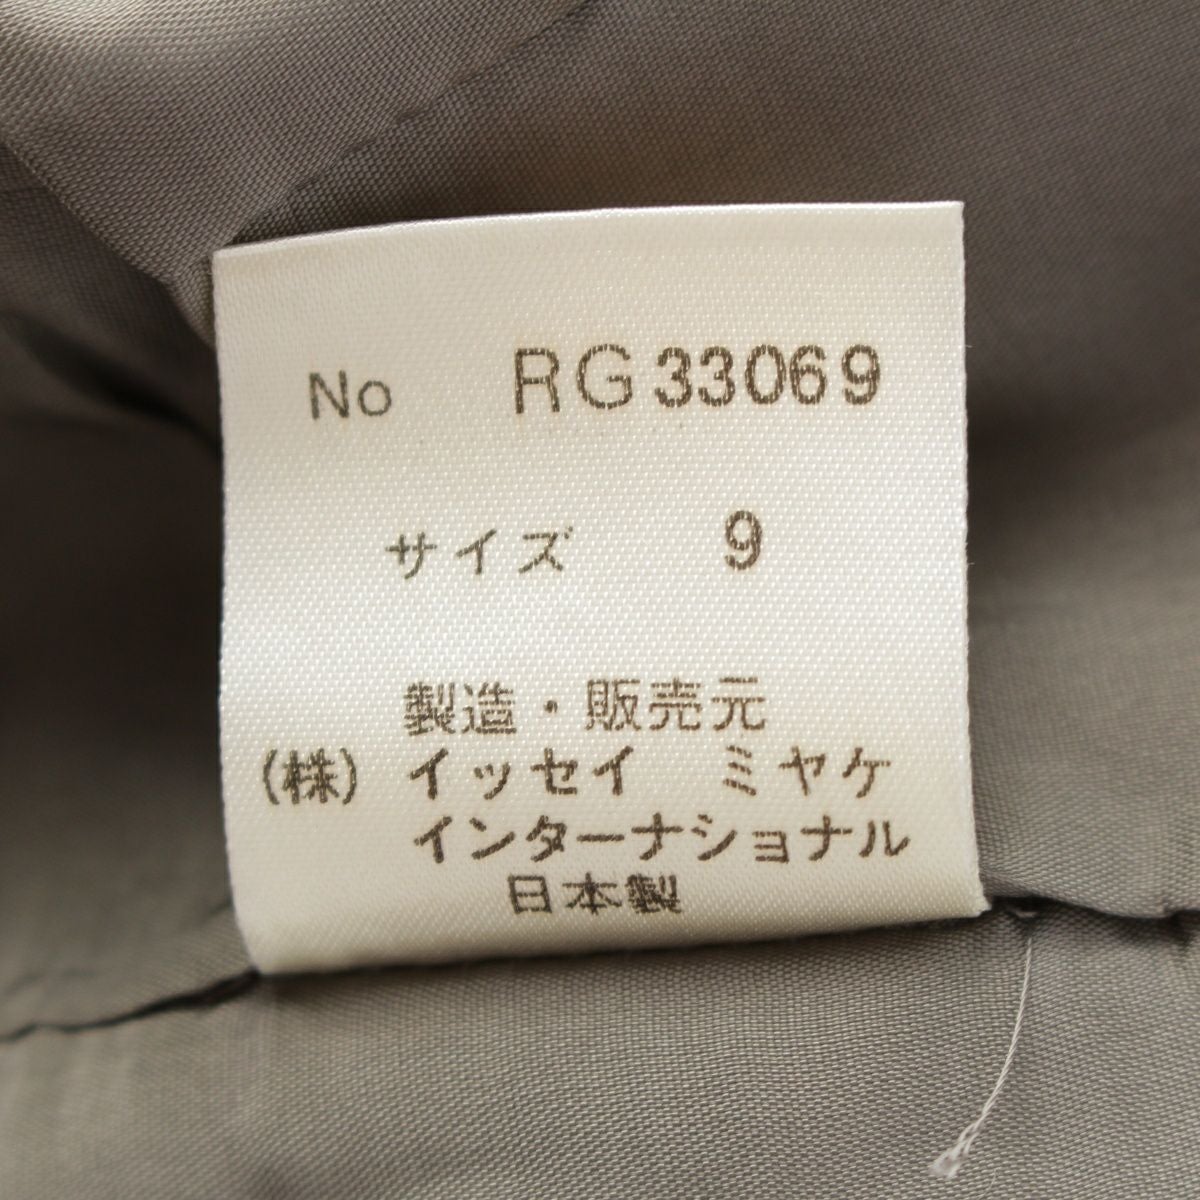 No RG33069
サイズ 9
製造・販売元
(株) イッセイ ミヤケ
インターナショナル
日本製